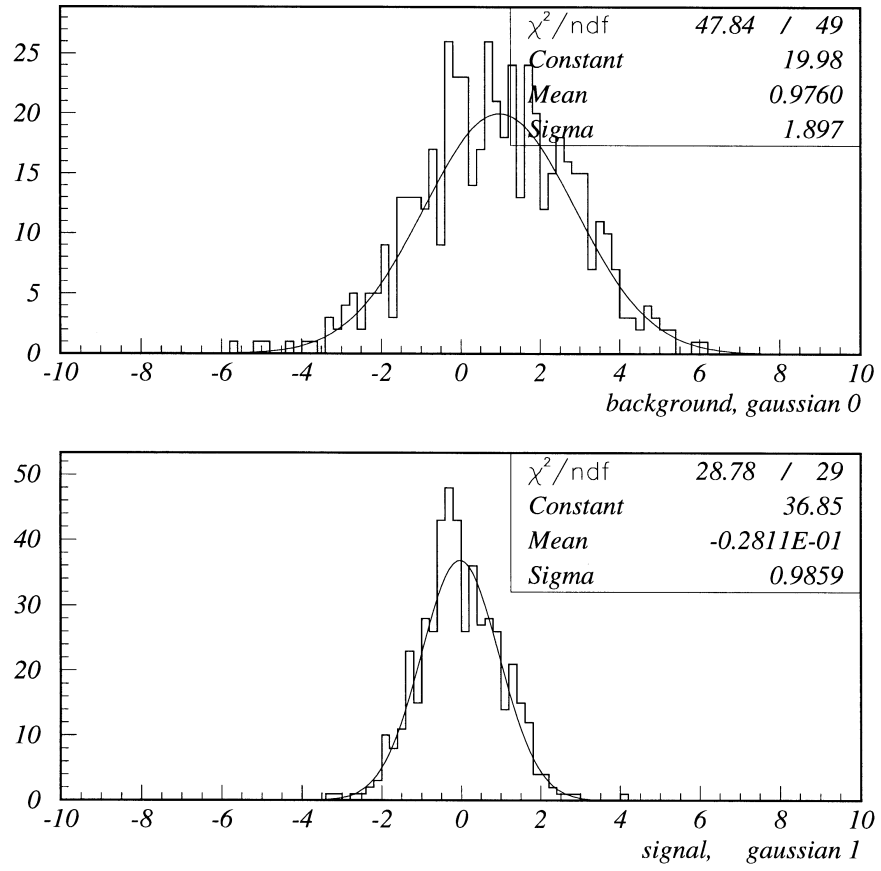 χ²/ndf 47.84 / 49
Constant 19.98
Mean 0.9760
Sigma 1.897
25
20
15
10
5
0
-10 -8 -6 -4 -2 0 2 4 6 8 10
background, gaussian 0
χ²/ndf 28.78 / 29
Constant 36.85
Mean -0.2811E-01
Sigma 0.9859
50
40
30
20
10
0
-10 -8 -6 -4 -2 0 2 4 6 8 10
signal, gaussian 1